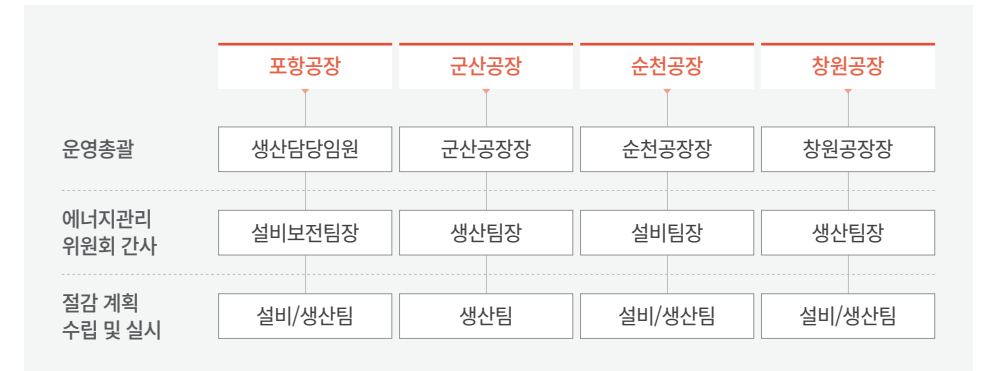 포항공장 군산공장 순천공장 창원공장
운영총괄 생산담당임원 군산공장장 순천공장장 창원공장장
에너지관리
위원회 간사 설비보전팀장 생산팀장 설비팀장 생산팀장
절감 계획
수립 및 실시 설비/생산팀 생산팀 설비/생산팀 설비/생산팀